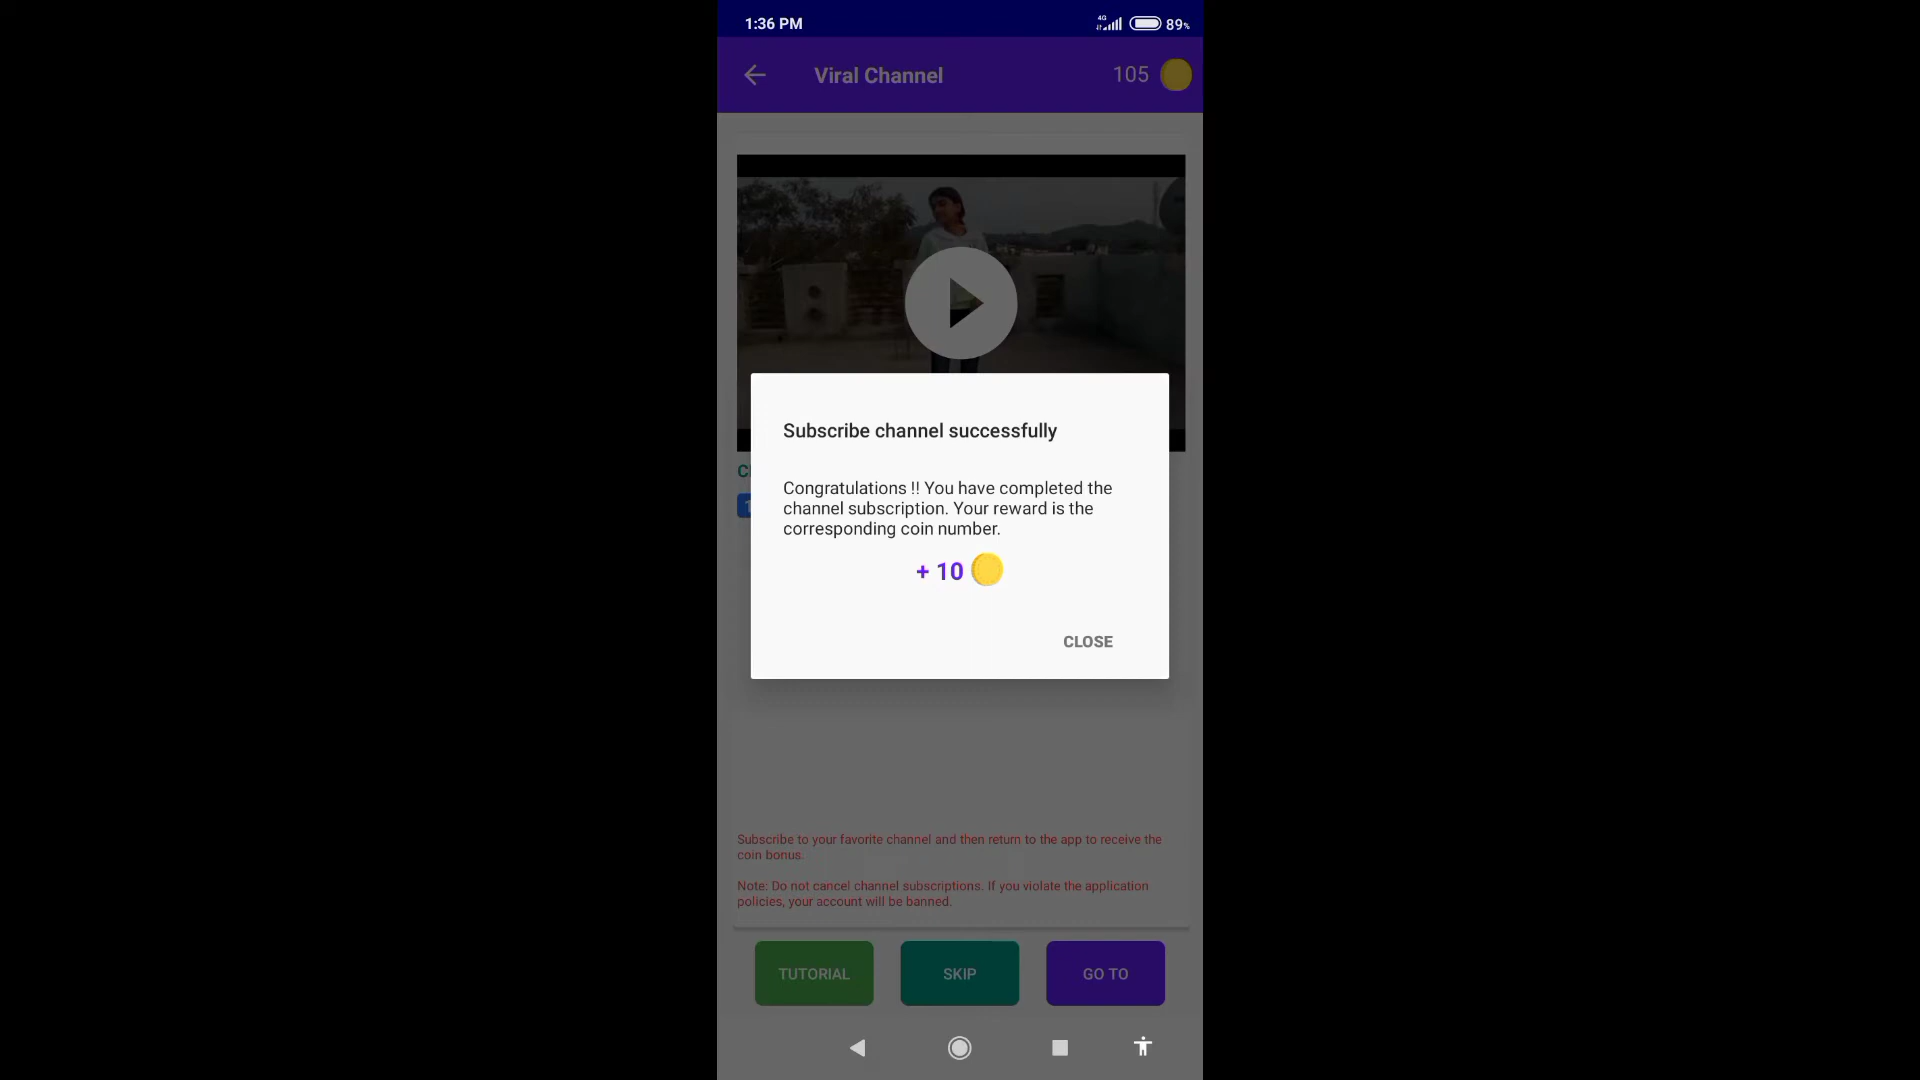 1:36 PM
4G
89%
Viral Channel
105
Subscribe channel successfully
Congratulations !! You have completed the
channel subscription. Your reward is the
corresponding coin number.
+ 10
CLOSE
Subscribe to your favorite channel and then return to the app to receive the
coin bonus.
Note: Do not cancel channel subscriptions. If you violate the application
policies, your account will be banned.
TUTORIAL
SKIP
GO TO